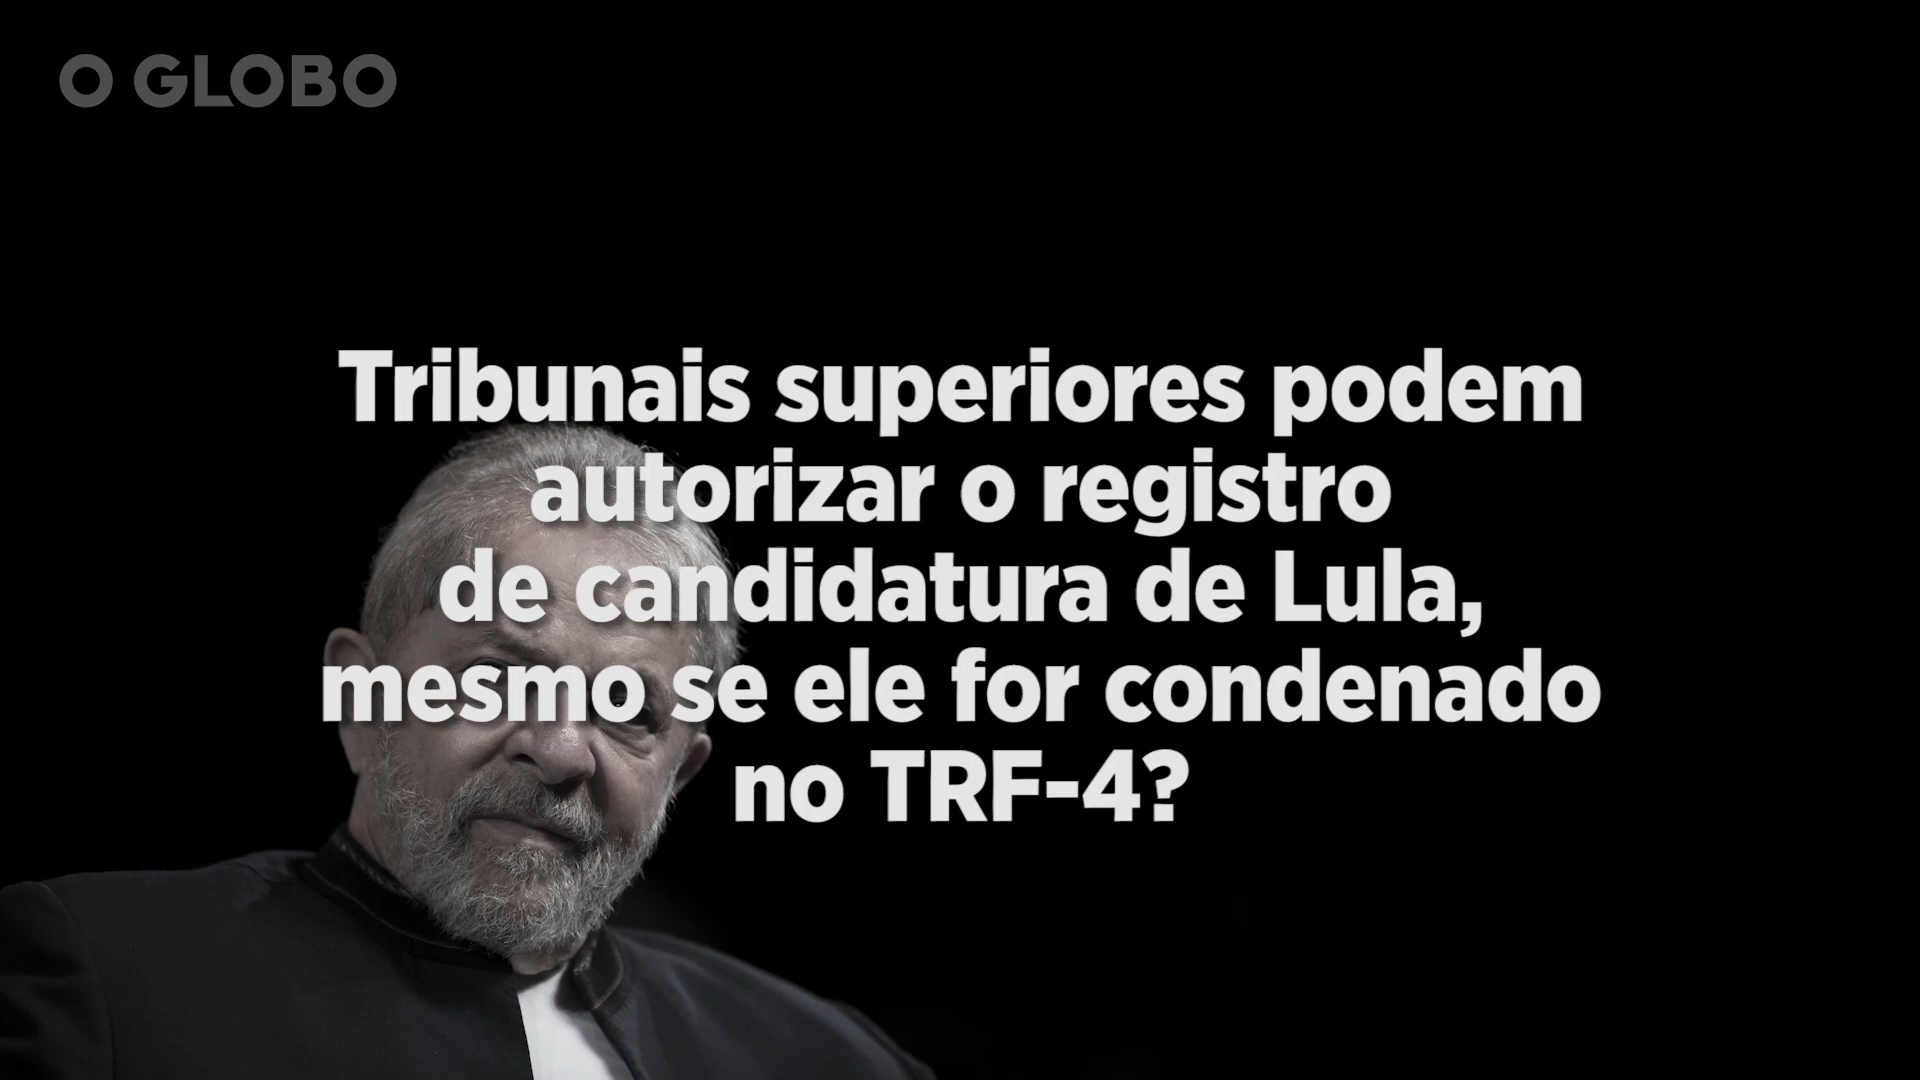 O GLOBO
Tribunais superiores podem
autorizar o registro
de candidatura de Lula,
mesmo se ele for condenado
no TRF-4?